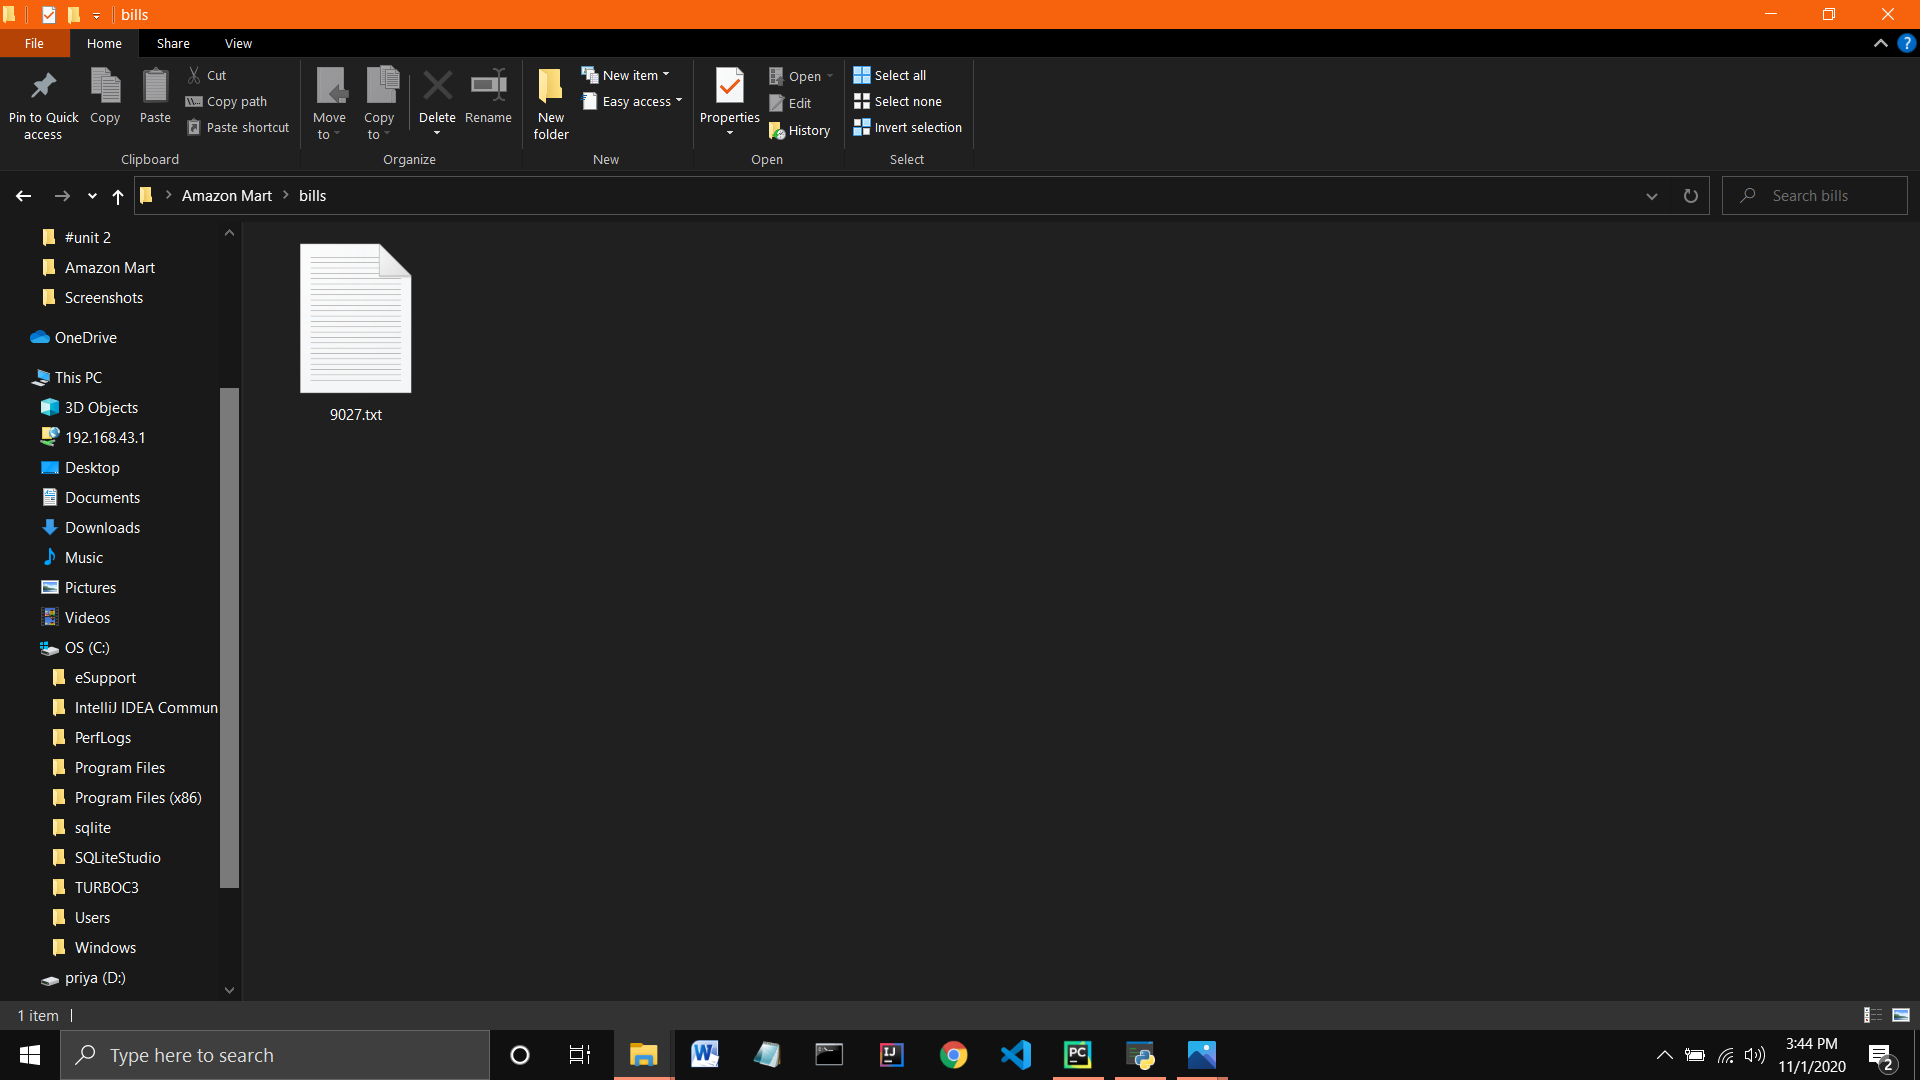 bills
File
Home
Share
View
Pin to Quick
access
Copy
Paste
Cut
Copy path
Paste shortcut
Clipboard
Move
to
Copy
to
Delete
Rename
Organize
New
folder
New item
Easy access
New
Properties
Open
Edit
History
Open
Select all
Select none
Invert selection
Select
Amazon Mart
bills
Search bills
#unit 2
Amazon Mart
Screenshots
OneDrive
This PC
3D Objects
192.168.43.1
Desktop
Documents
Downloads
Music
Pictures
Videos
OS (C:)
eSupport
IntelliJ IDEA Commun
PerfLogs
Program Files
Program Files (x86)
sqlite
SQLiteStudio
TURBOC3
Users
Windows
priya (D:)
9027.txt
1 item
Type here to search
W
IJ
PC
3:44 PM
11/1/2020
2